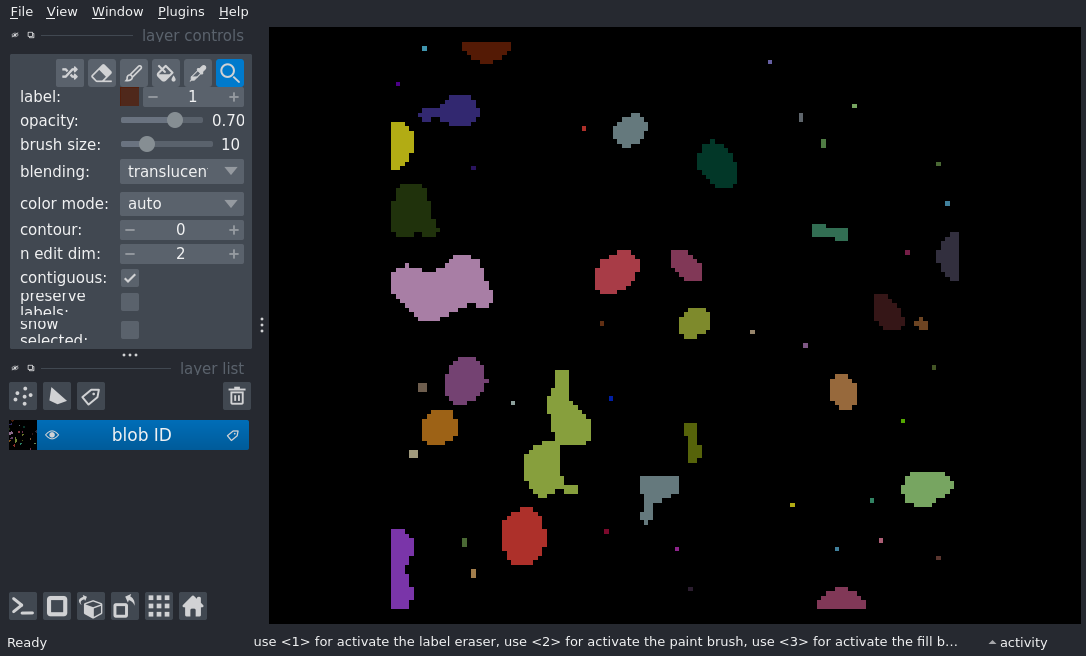 File View Window Plugins Help
layer controls
label: 1
opacity: 0.70
brush size: 10
blending: translucen
color mode: auto
contour: 0
n edit dim: 2
contiguous:
preserve
labels:
show
selected:
layer list
blob ID
Ready use <1> for activate the label eraser, use <2> for activate the paint brush, use <3> for activate the fill b... activity